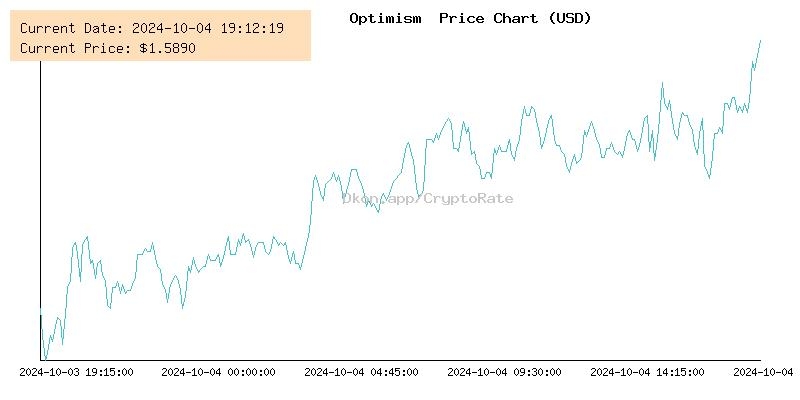 Optimism  Price Chart (USD)
Current Date: 2024-10-04 19:12:19
Current Price: $1.5890
Okon.app/CryptoRate
2024-10-03 19:15:00 2024-10-04 00:00:00 2024-10-04 04:45:00 2024-10-04 09:30:00 2024-10-04 14:15:00 2024-10-04